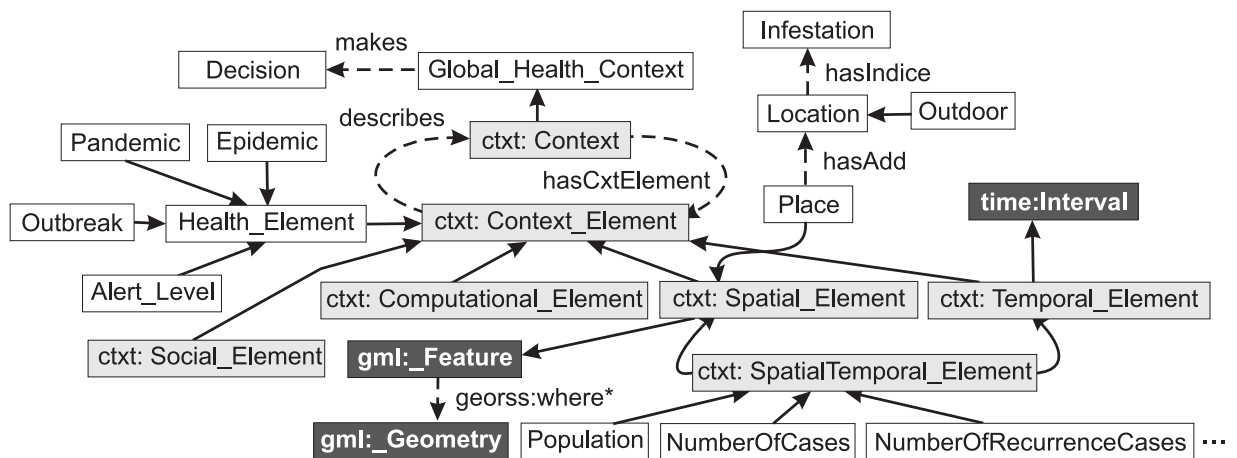 Infestation
makes
Decision
Global_Health_Context
hasIndice
describes
Location
Outdoor
Pandemic
Epidemic
ctxt: Context
hasAdd
hasCxtElement
Place
time:Interval
Outbreak
Health_Element
ctxt: Context_Element
Alert_Level
ctxt: Computational_Element
ctxt: Spatial_Element
ctxt: Temporal_Element
ctxt: Social_Element
gml:_Feature
ctxt: SpatialTemporal_Element
georss:where*
gml:_Geometry
Population
NumberOfCases
NumberOfRecurrenceCases
...